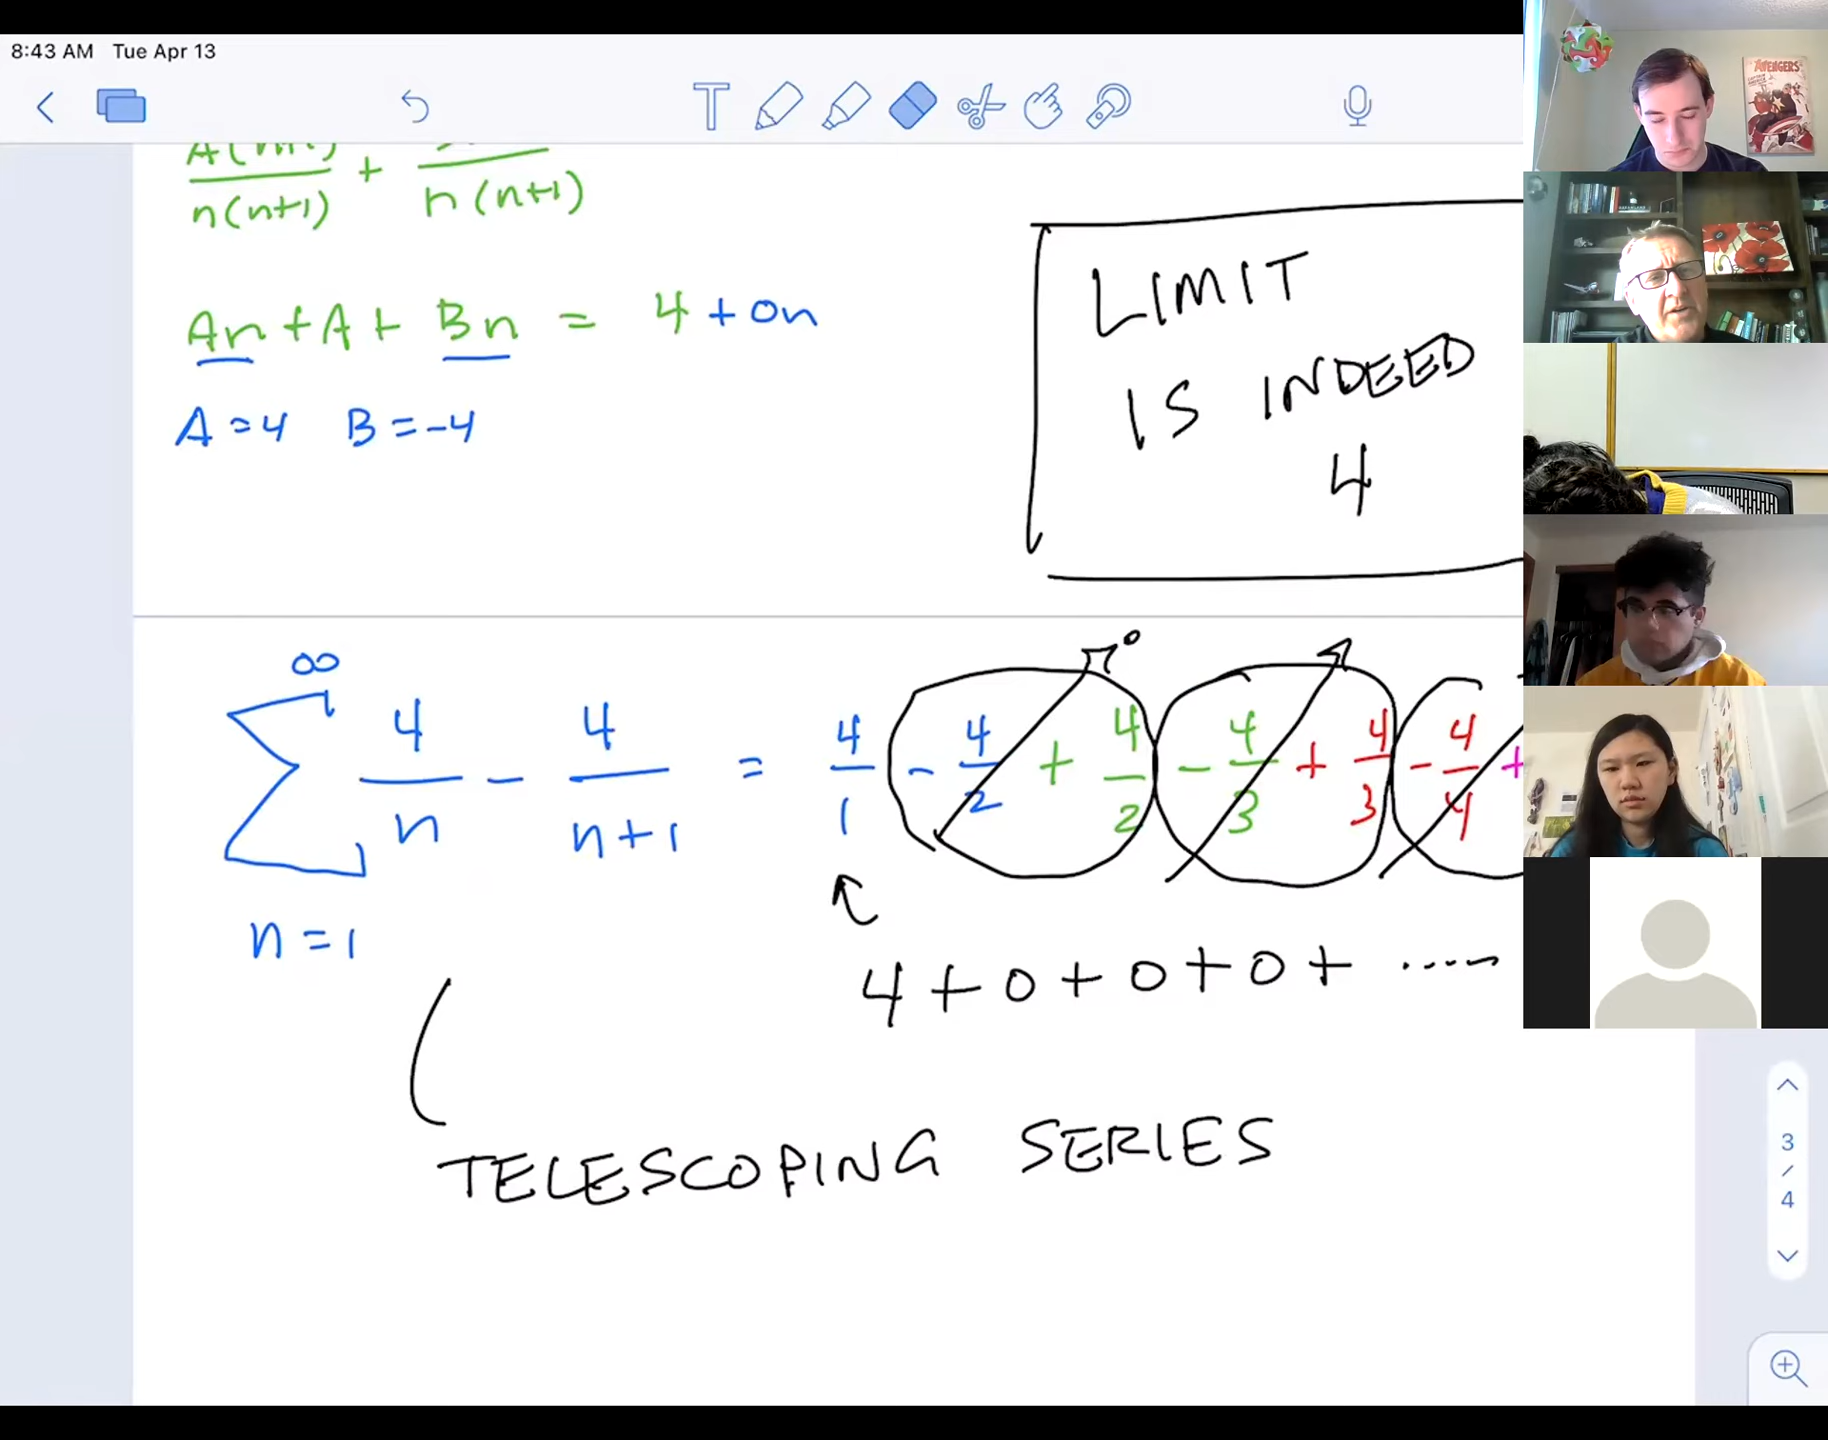 8:43 AM Tue Apr 13
T
A(n+1) / n(n+1) + / n(n+1)
An + A + Bn = 4 + 0n
A = 4 B = -4
LIMIT
IS INDEED
4
AVENGERS
∞
Σ 4/n - 4/n+1 = 4/1 - 4/2 + 4/2 - 4/3 + 4/3 - 4/4 +
n = 1
0
4 + 0 + 0 + 0 + .....
TELESCOPING SERIES
3
/
4